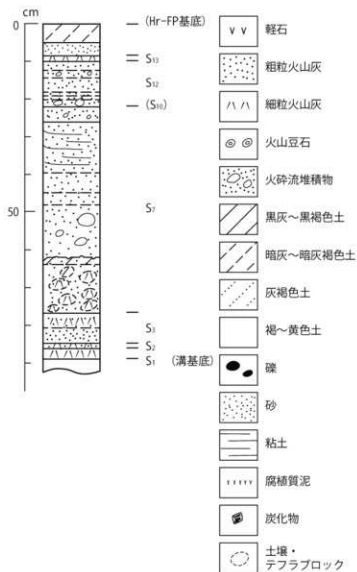 cm
0
50
(Hr-FP基底)
S13
S12
(S10)
S7
S3
S2
S1 (溝基底)
軽石
粗粒火山灰
細粒火山灰
火山豆石
火砕流堆積物
黒灰～黒褐色土
暗灰～暗灰褐色土
灰褐色土
褐～黄色土
礫
砂
粘土
腐植質泥
炭化物
土壌・
テフラブロック